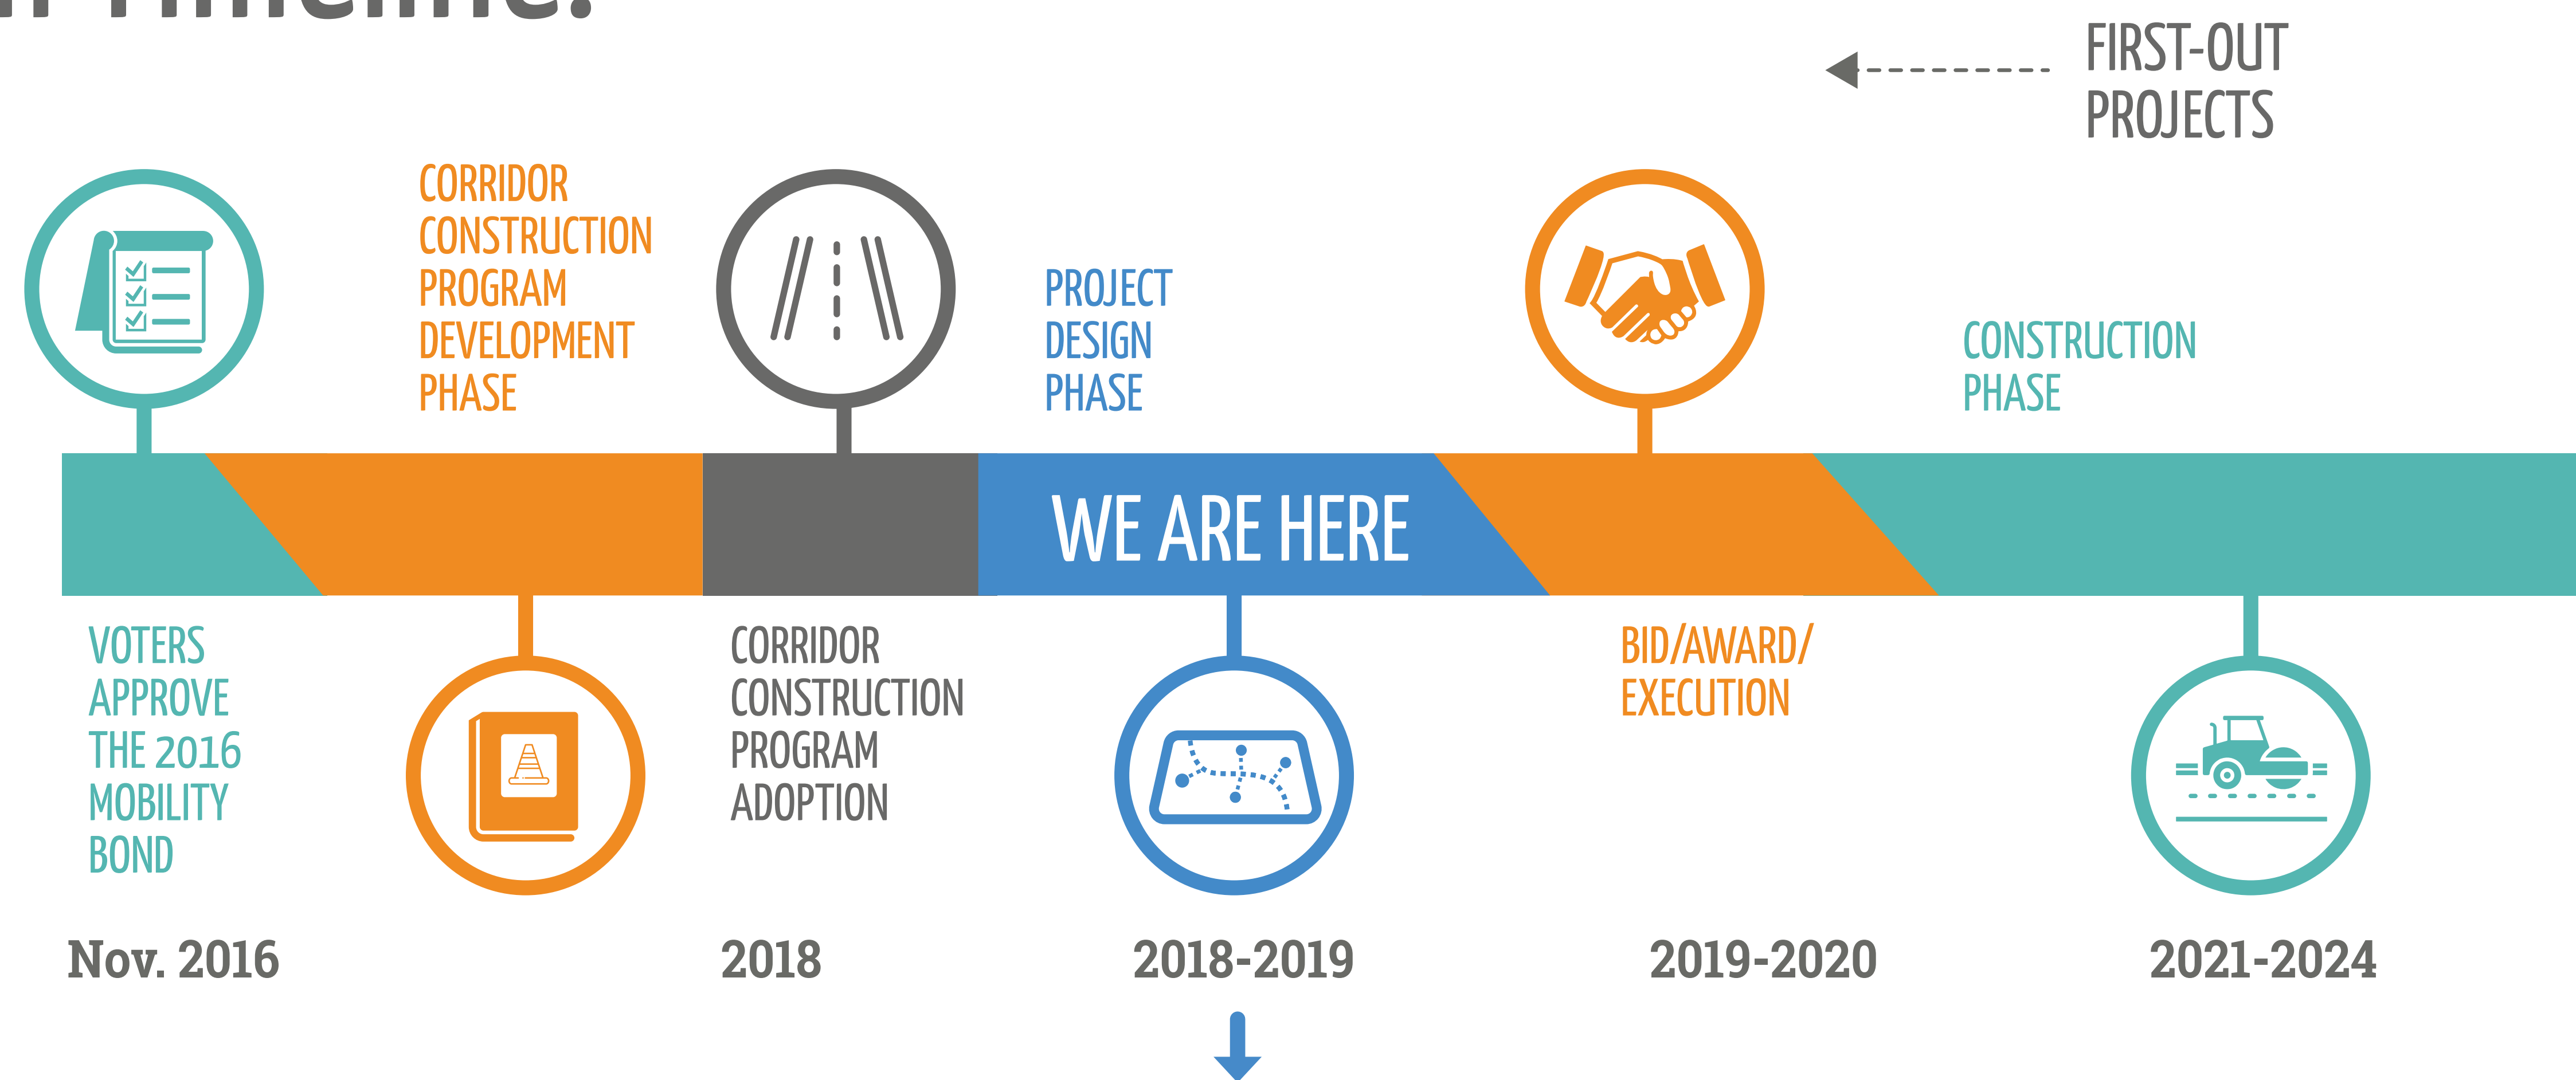 Timeline:
FIRST-OUT
PROJECTS
CORRIDOR
CONSTRUCTION
PROGRAM
DEVELOPMENT
PHASE
PROJECT
DESIGN
PHASE
CONSTRUCTION
PHASE
WE ARE HERE
VOTERS
APPROVE
THE 2016
MOBILITY
BOND
CORRIDOR
CONSTRUCTION
PROGRAM
ADOPTION
BID/AWARD/
EXECUTION
Nov. 2016
2018
2018-2019
2019-2020
2021-2024